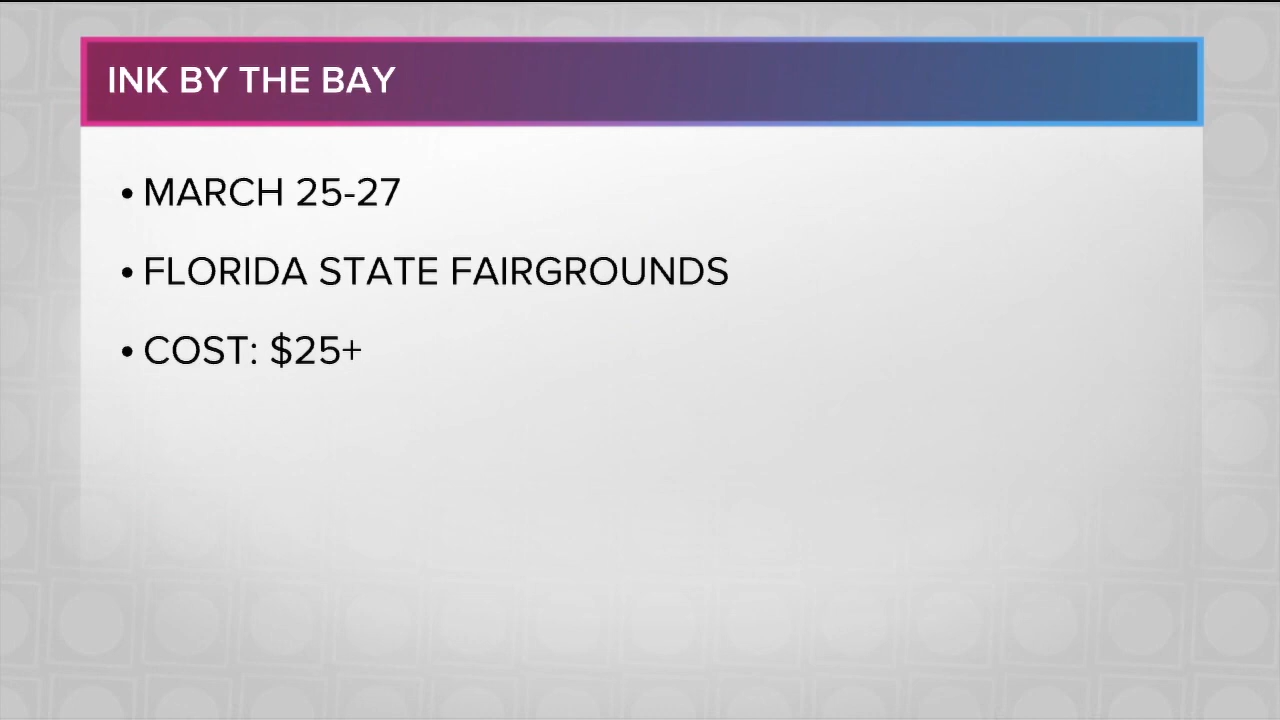 INK BY THE BAY
• MARCH 25-27
• FLORIDA STATE FAIRGROUNDS
• COST: $25+